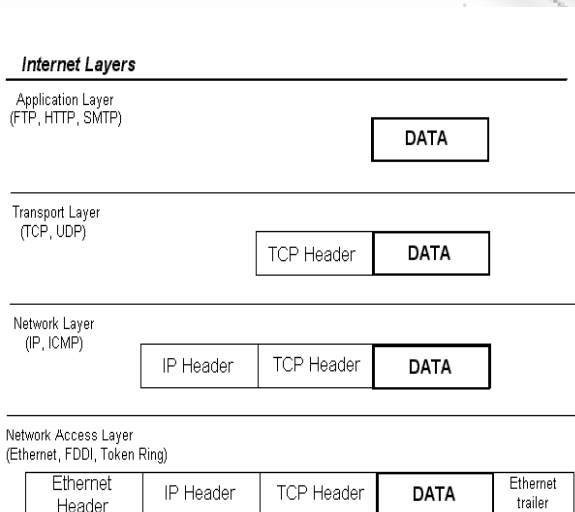 Internet Layers
Application Layer
(FTP, HTTP, SMTP)
DATA
Transport Layer
(TCP, UDP)
TCP Header
DATA
Network Layer
(IP, ICMP)
IP Header
TCP Header
DATA
Network Access Layer
(Ethernet, FDDI, Token Ring)
Ethernet
Header
IP Header
TCP Header
DATA
Ethernet
trailer